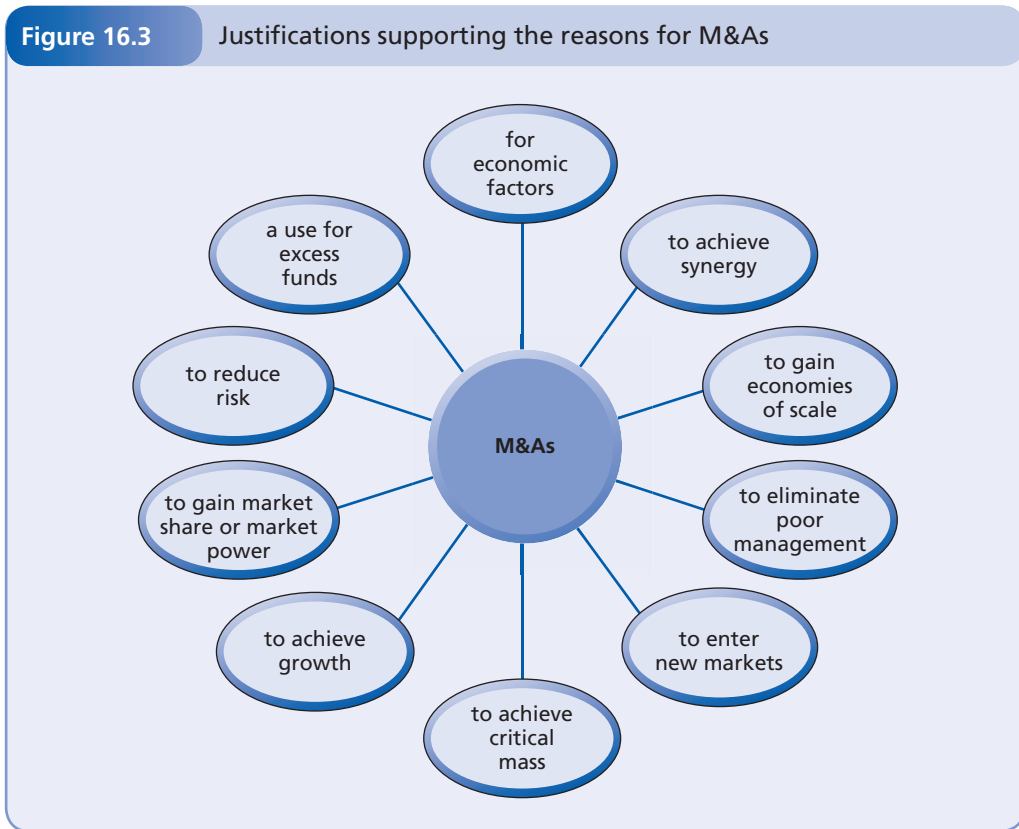 Figure 16.3 Justifications supporting the reasons for M&As
for
economic
factors
to achieve
synergy
to gain
economies
of scale
to eliminate
poor
management
to enter
new markets
to achieve
critical
mass
to achieve
growth
to gain market
share or market
power
to reduce
risk
a use for
excess
funds
M&As